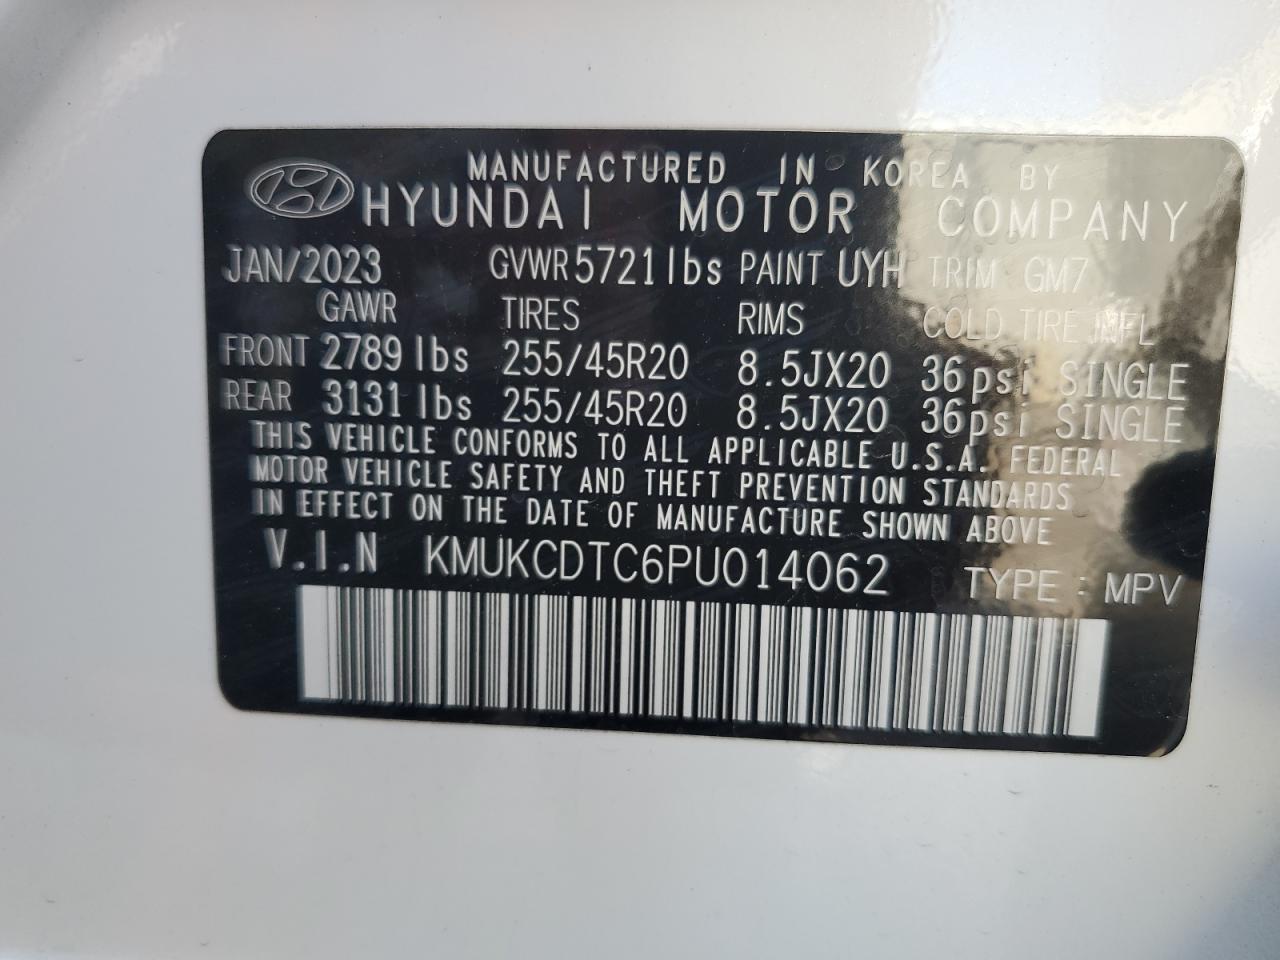 MANUFACTURED IN KOREA BY
HYUNDAI MOTOR COMPANY
JAN/2023 GVWR 5721lbs PAINT UYH TRIM GM7
GAWR TIRES RIMS COLD TIRE INFL
FRONT 2789 lbs 255/45R20 8.5JX20 36psi SINGLE
REAR 3131 lbs 255/45R20 8.5JX20 36psi SINGLE
THIS VEHICLE CONFORMS TO ALL APPLICABLE U.S.A. FEDERAL
MOTOR VEHICLE SAFETY AND THEFT PREVENTION STANDARDS
IN EFFECT ON THE DATE OF MANUFACTURE SHOWN ABOVE
V.I.N KMUKCDTC6PU014062 TYPE : MPV